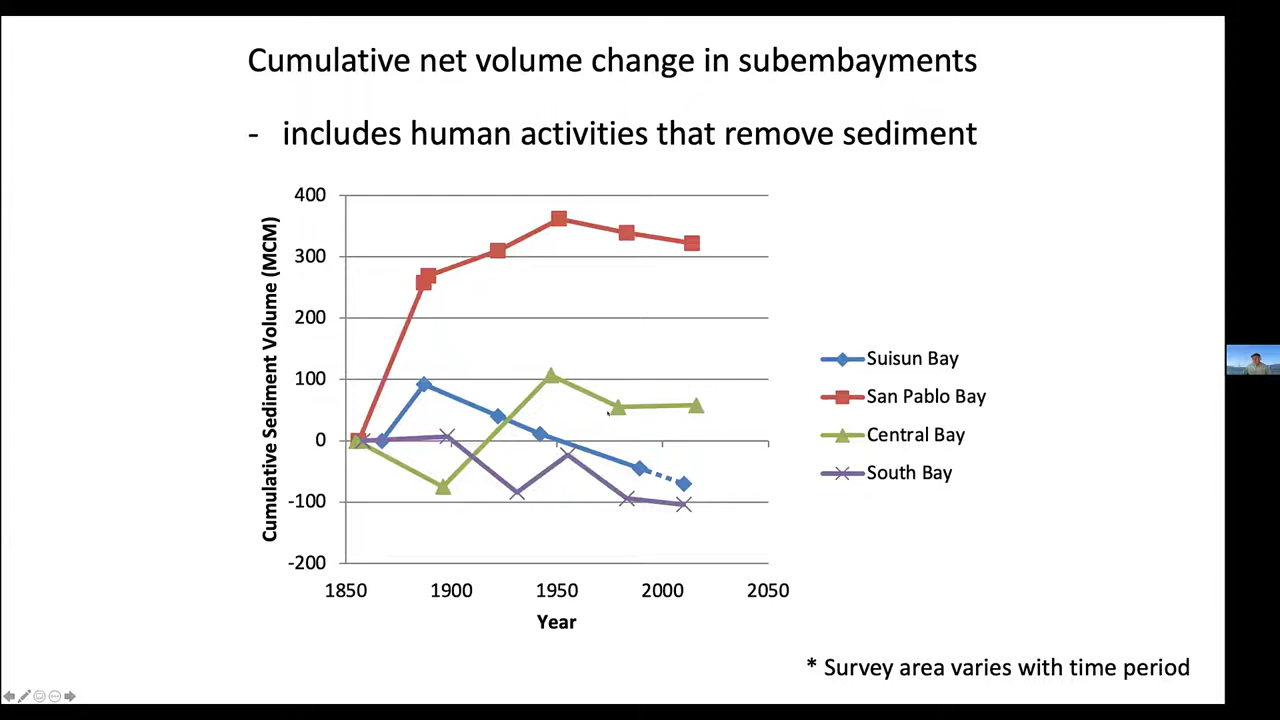 Cumulative net volume change in subembayments
- includes human activities that remove sediment
400
300
200
100
0
-100
-200
Cumulative Sediment Volume (MCM)
1850 1900 1950 2000 2050
Year
Suisun Bay
San Pablo Bay
Central Bay
South Bay
* Survey area varies with time period